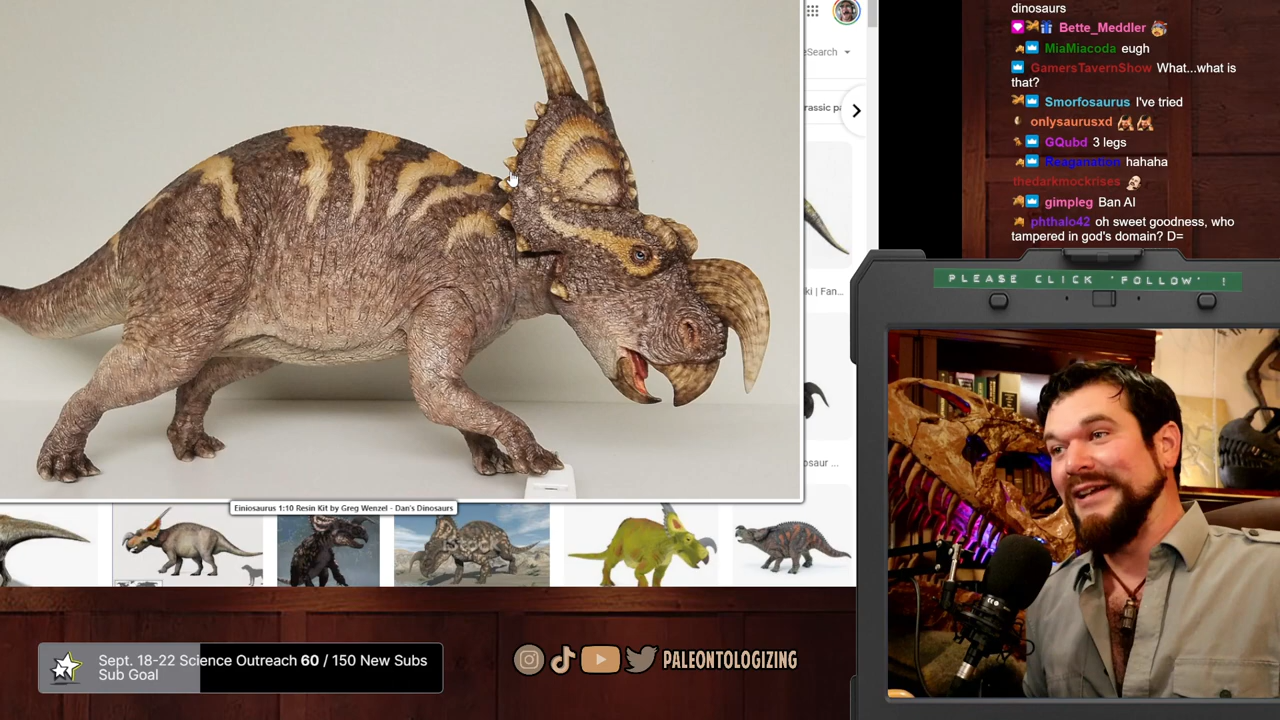 eSearch
rassic pa
ki | Fan...
osaur ...
Einiosaurus 1:10 Resin Kit by Greg Wenzel - Dan's Dinosaurs
dinosaurs
Bette_Meddler
MiaMiacoda eugh
GamersTavernShow What...what is
that?
Smorfosaurus I've tried
onlysaurusxd
GQubd 3 legs
Reaganation hahaha
thedarkmockrises
gimpleg Ban AI
phthalo42 oh sweet goodness, who
tampered in god's domain? D=
PLEASE CLICK 'FOLLOW' !
Sept. 18-22 Science Outreach 60 / 150 New Subs
Sub Goal
PALEONTOLOGIZING